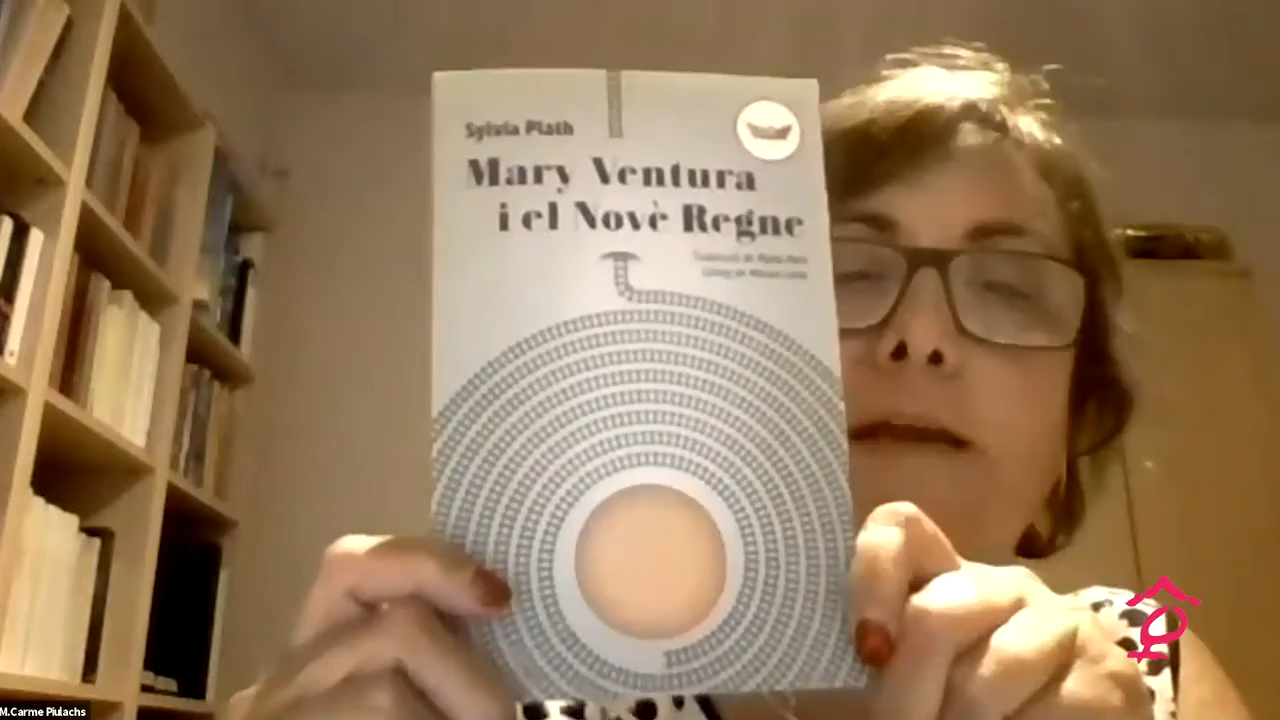 Sylvia Plath
Mary Ventura
i el Novè Regne
M.Carme Piulachs